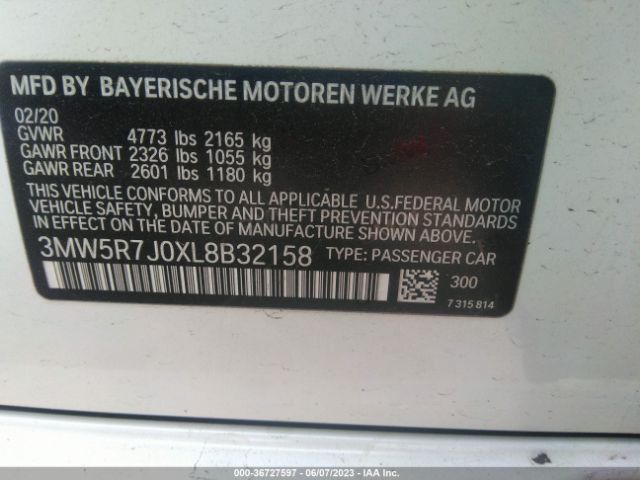 MFD BY BAYERISCHE MOTOREN WERKE AG
02/20
GVWR 4773 lbs 2165 kg
GAWR FRONT 2326 lbs 1055 kg
GAWR REAR 2601 lbs 1180 kg
THIS VEHICLE CONFORMS TO ALL APPLICABLE U.S.FEDERAL MOTOR
VEHICLE SAFETY, BUMPER AND THEFT PREVENTION STANDARDS
IN EFFECT ON THE DATE OF MANUFACTURE SHOWN ABOVE.
3MW5R7J0XL8B32158 TYPE: PASSENGER CAR
300
7 315 814
000-36727597 - 06/07/2023 - IAA Inc.